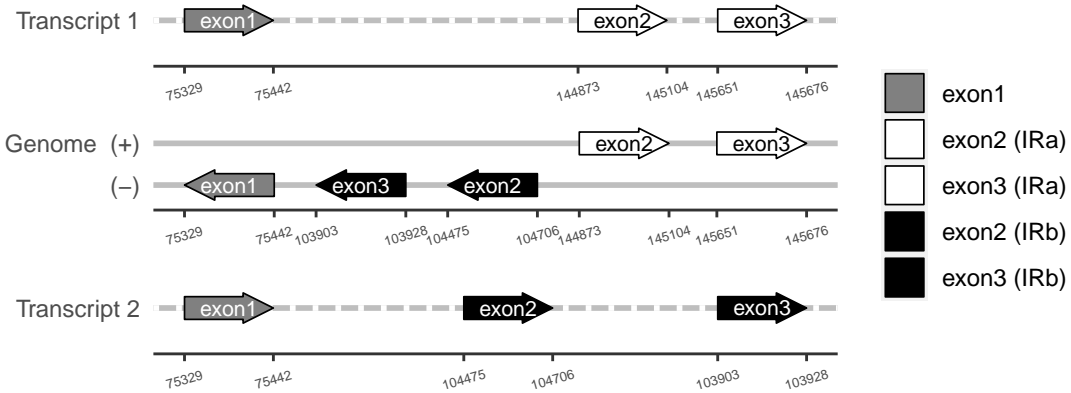 Transcript 1 exon1 exon2 exon3
75329 75442 144873 145104 145651 145676
Genome (+) exon2 exon3
(−) exon1 exon3 exon2
75329 75442 103903 103928 104475 104706 144873 145104 145651 145676
Transcript 2 exon1 exon2 exon3
75329 75442 104475 104706 103903 103928
exon1
exon2 (IRa)
exon3 (IRa)
exon2 (IRb)
exon3 (IRb)